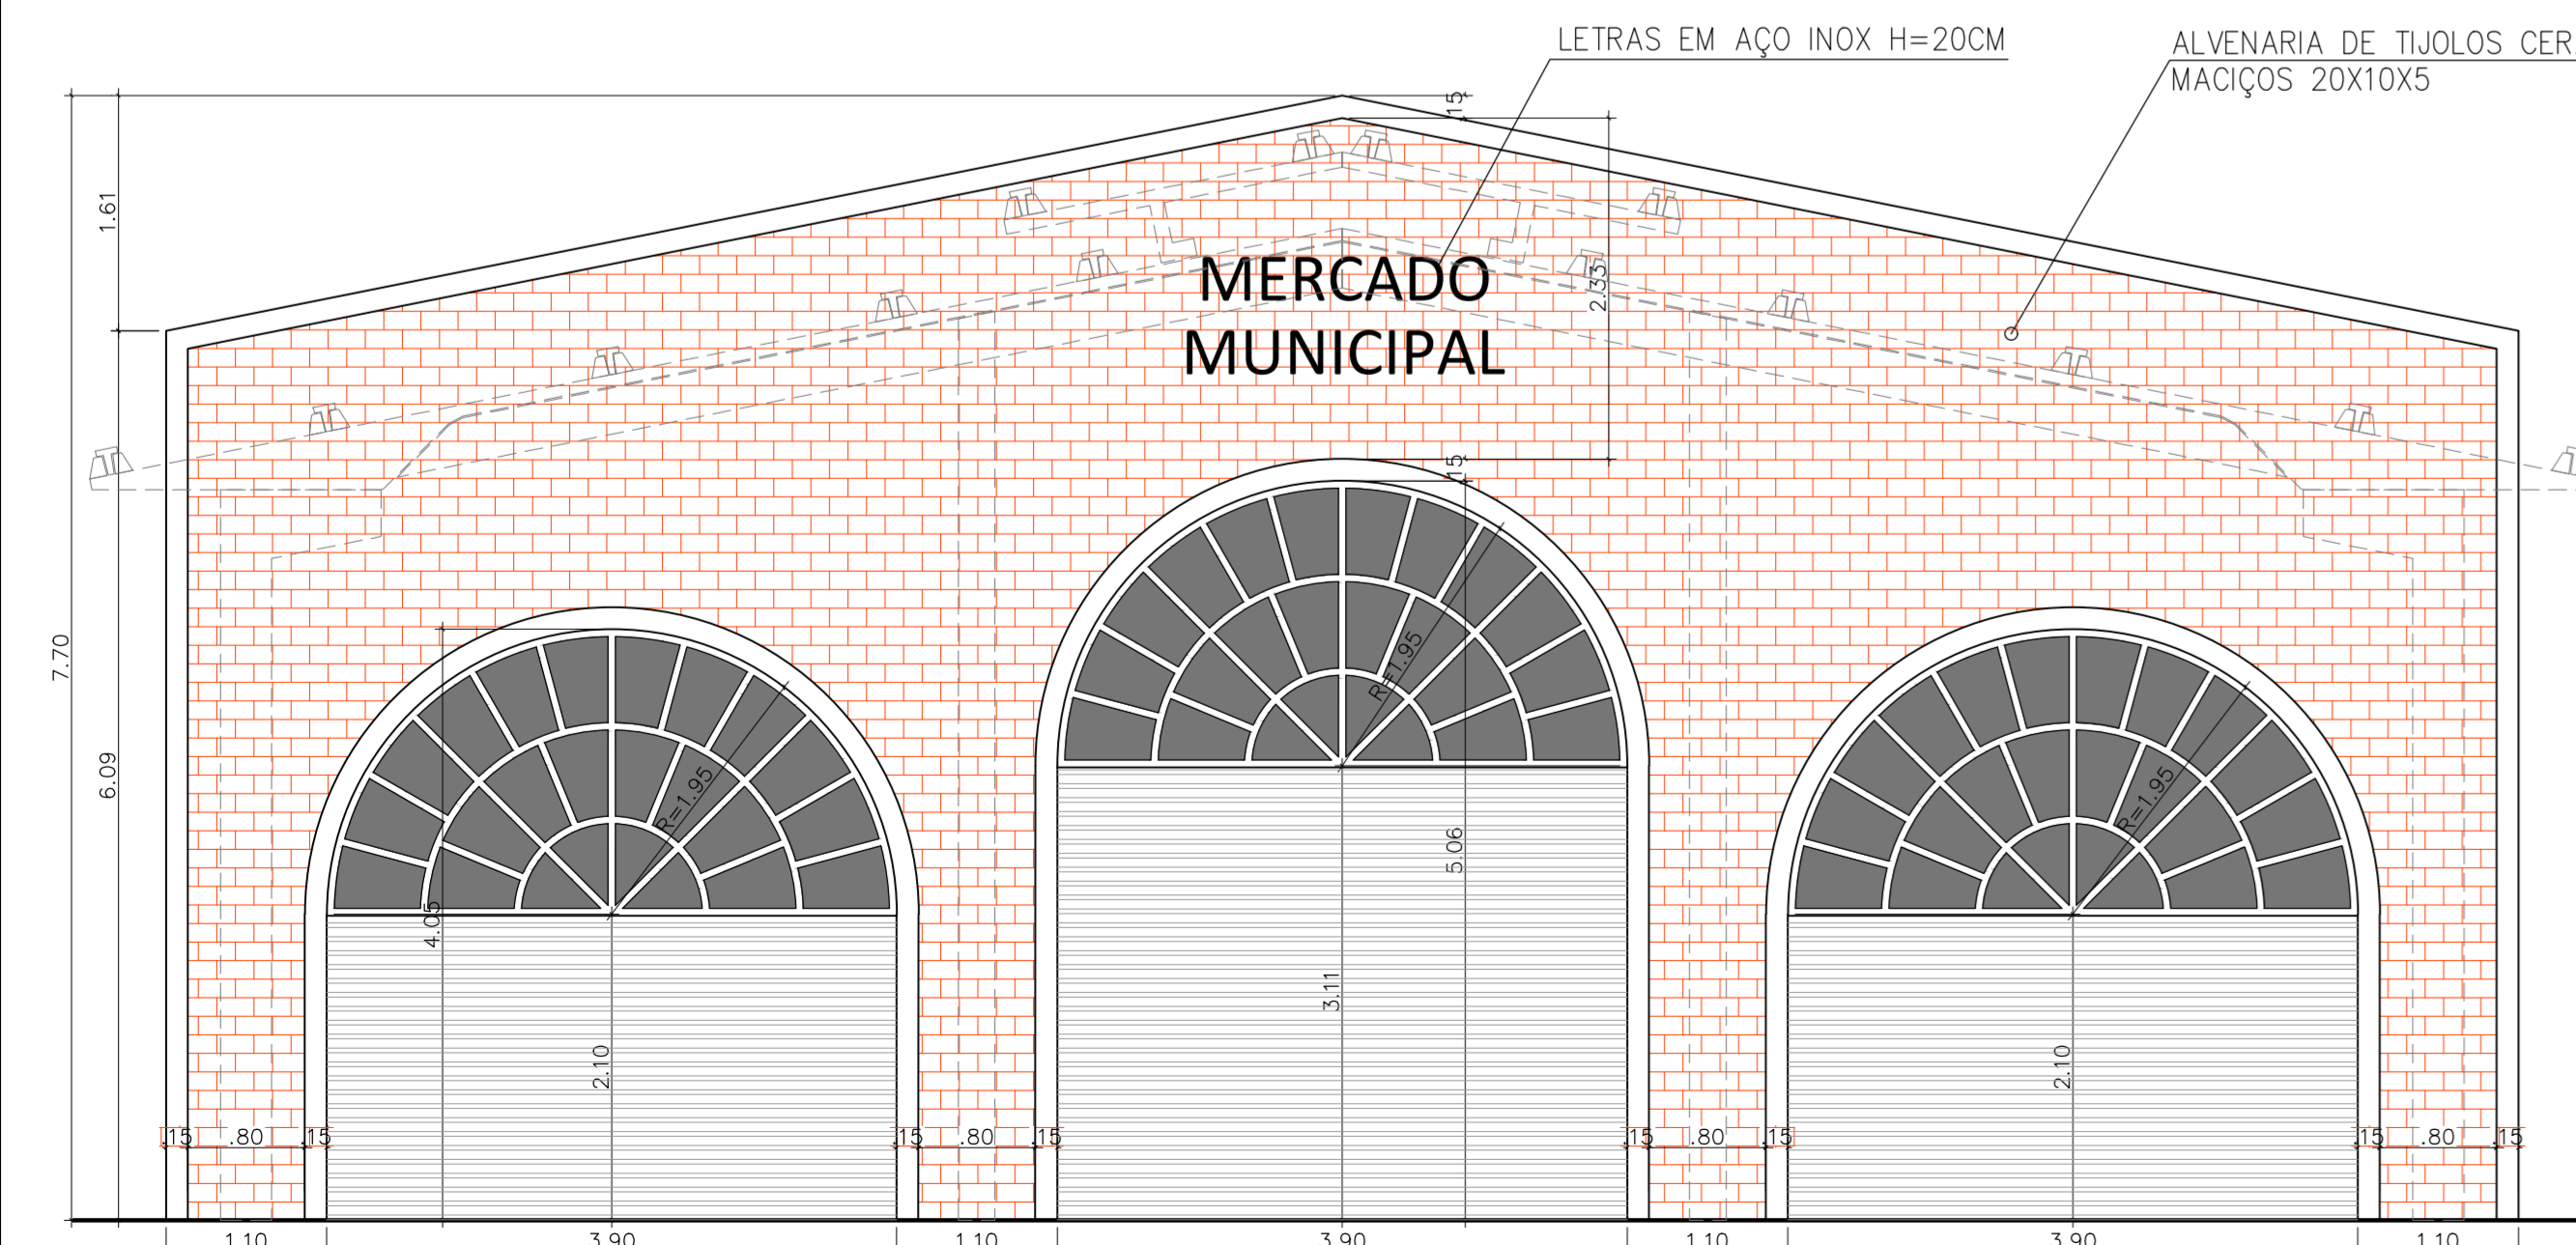 LETRAS EM AÇO INOX H=20CM
ALVENARIA DE TIJOLOS CER
MACIÇOS 20X10X5
.15
1.61
MERCADO
2.33
MUNICIPAL
.15
7.70
6.09
R=1.95
R=1.95
R=1.95
5.06
4.05
3.11
2.10
2.10
.15 .80 .15 .15 .80 .15 .15 .80 .15 .15 .80 .15
1.10 3.90 1.10 3.90 1.10 3.90 1.10